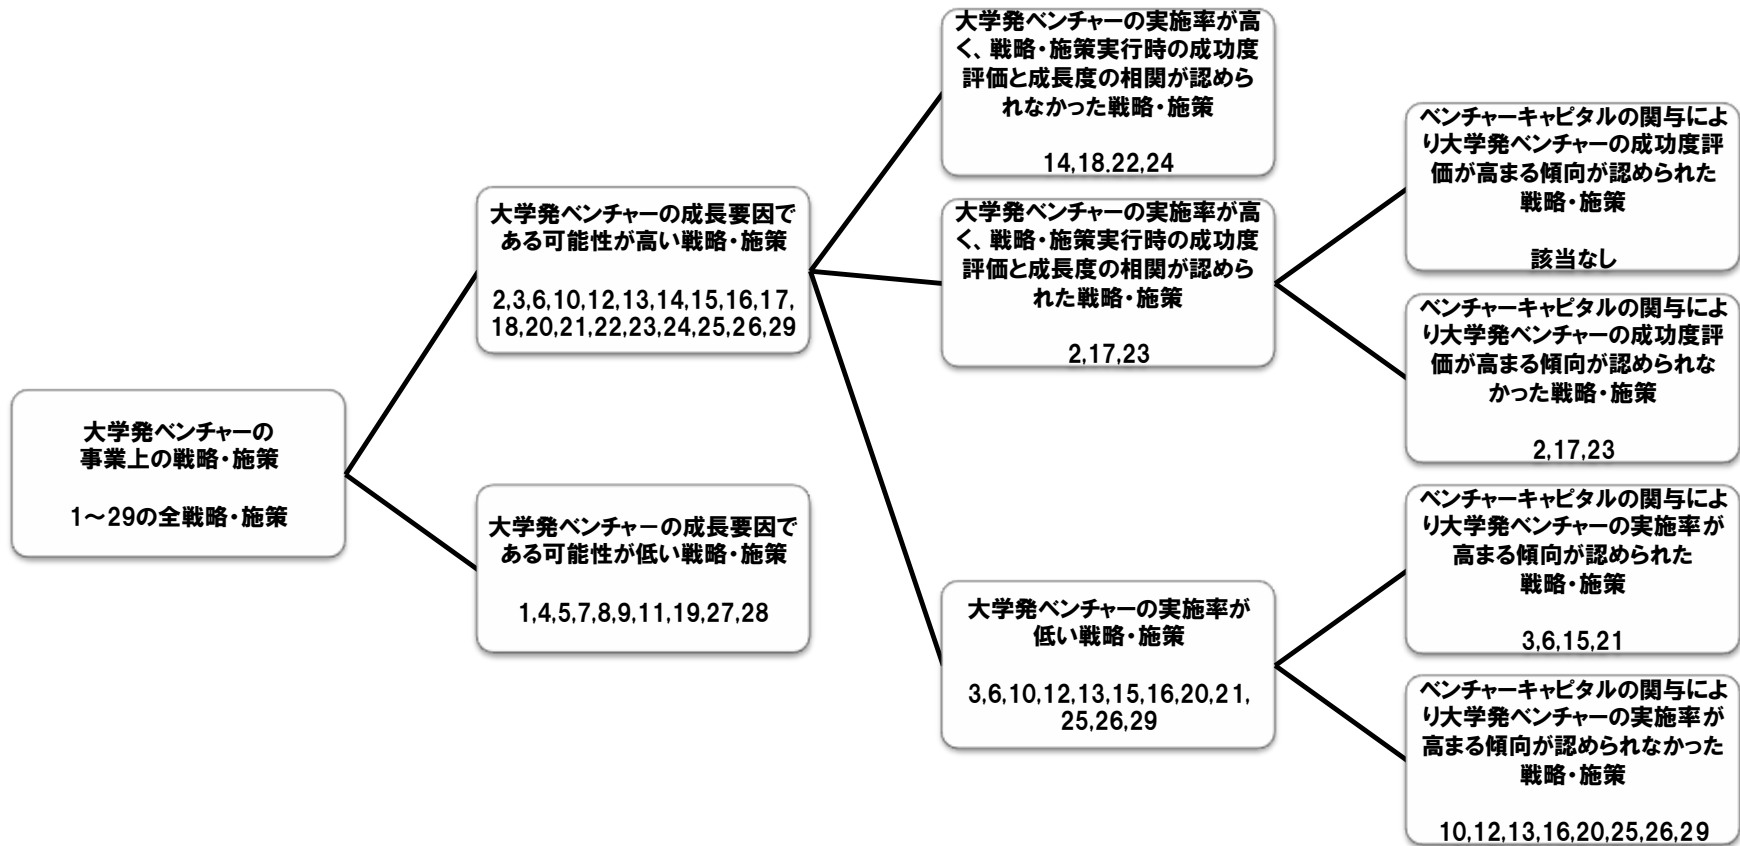 大学発ベンチャーの
事業上の戦略・施策
1～29の全戦略・施策
大学発ベンチャーの成長要因で
ある可能性が高い戦略・施策
2,3,6,10,12,13,14,15,16,17,
18,20,21,22,23,24,25,26,29
大学発ベンチャーの成長要因で
ある可能性が低い戦略・施策
1,4,5,7,8,9,11,19,27,28
大学発ベンチャーの実施率が高
く、戦略・施策実行時の成功度
評価と成長度の相関が認めら
れなかった戦略・施策
14,18.22,24
大学発ベンチャーの実施率が高
く、戦略・施策実行時の成功度
評価と成長度の相関が認めら
れた戦略・施策
2,17,23
大学発ベンチャーの実施率が
低い戦略・施策
3,6,10,12,13,15,16,20,21,
25,26,29
ベンチャーキャピタルの関与によ
り大学発ベンチャーの成功度評
価が高まる傾向が認められた
戦略・施策
該当なし
ベンチャーキャピタルの関与によ
り大学発ベンチャーの成功度評
価が高まる傾向が認められな
かった戦略・施策
2,17,23
ベンチャーキャピタルの関与によ
り大学発ベンチャーの実施率が
高まる傾向が認められた
戦略・施策
3,6,15,21
ベンチャーキャピタルの関与によ
り大学発ベンチャーの実施率が
高まる傾向が認められなかった
戦略・施策
10,12,13,16,20,25,26,29